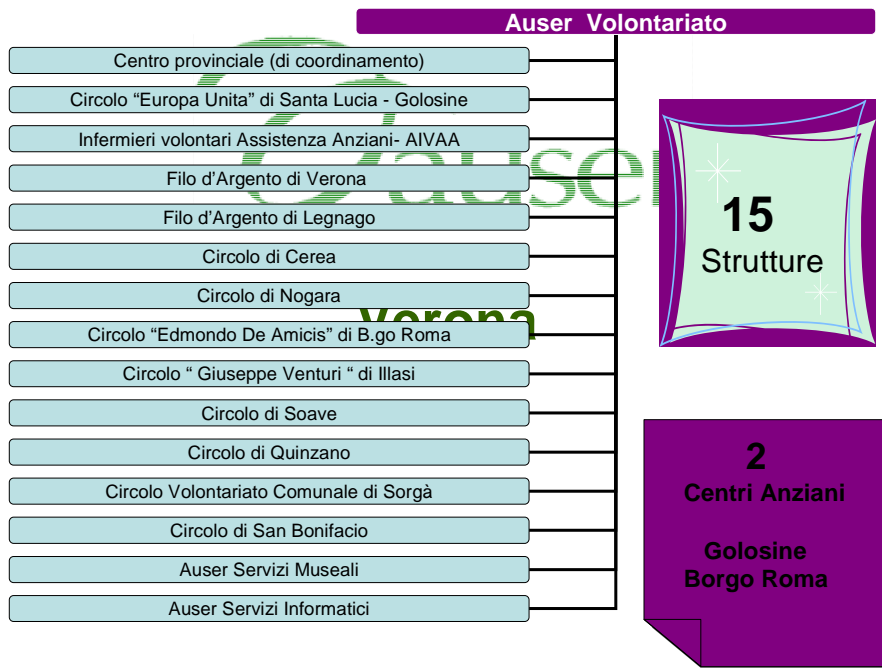 Auser Volontariato
Centro provinciale (di coordinamento)
Circolo “Europa Unita” di Santa Lucia - Golosine
Infermieri volontari Assistenza Anziani- AIVAA
Filo d’Argento di Verona
Filo d’Argento di Legnago
Circolo di Cerea
Circolo di Nogara
Circolo “Edmondo De Amicis” di B.go Roma
Circolo “ Giuseppe Venturi “ di Illasi
Circolo di Soave
Circolo di Quinzano
Circolo Volontariato Comunale di Sorgà
Circolo di San Bonifacio
Auser Servizi Museali
Auser Servizi Informatici
auser
Verona
15
Strutture
2
Centri Anziani
Golosine
Borgo Roma